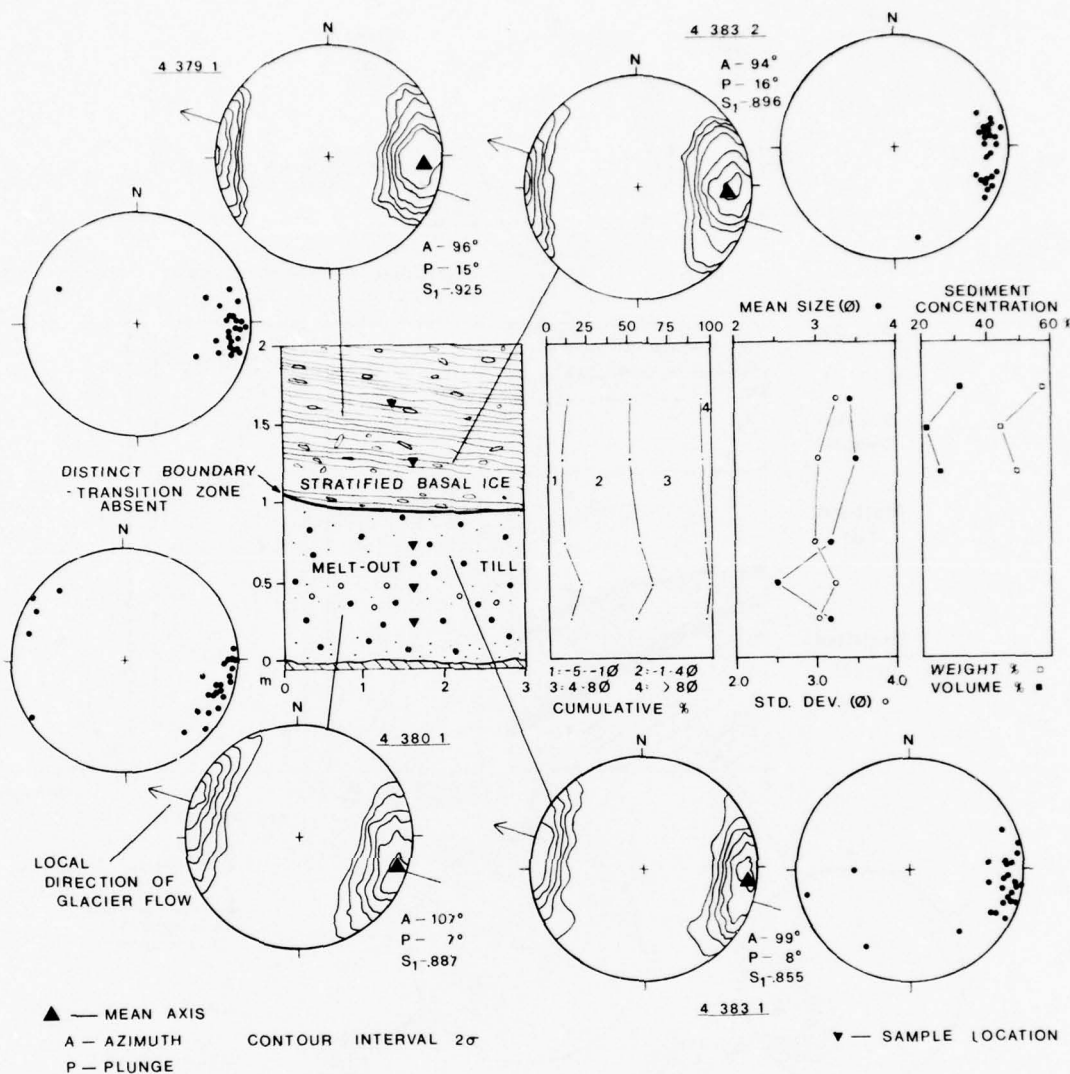 N
4 379 1
A - 96°
P - 15°
S1-.925
N
4 383 2
A - 94°
P - 16°
S1-.896
N
N
DISTINCT BOUNDARY
-TRANSITION ZONE
ABSENT
2
1.5
1
0.5
0
m
0
1
2
3
STRATIFIED BASAL ICE
MELT-OUT TILL
0 25 50 75 100
1
2
3
4
1:-5--1Ø 2:-1-4Ø
3:4-8Ø 4: >8Ø
CUMULATIVE %
MEAN SIZE (Ø) ●
2 3 4
2.0 3.0 4.0
STD. DEV. (Ø) ○
SEDIMENT
CONCENTRATION
20 60 %
WEIGHT % □
VOLUME % ■
N
N
4 380 1
A - 107°
P - 7°
S1-.887
LOCAL
DIRECTION OF
GLACIER FLOW
N
A - 99°
P - 8°
S1-.855
4 383 1
N
▲ — MEAN AXIS
A — AZIMUTH
P — PLUNGE
CONTOUR INTERVAL 2σ
▼ — SAMPLE LOCATION